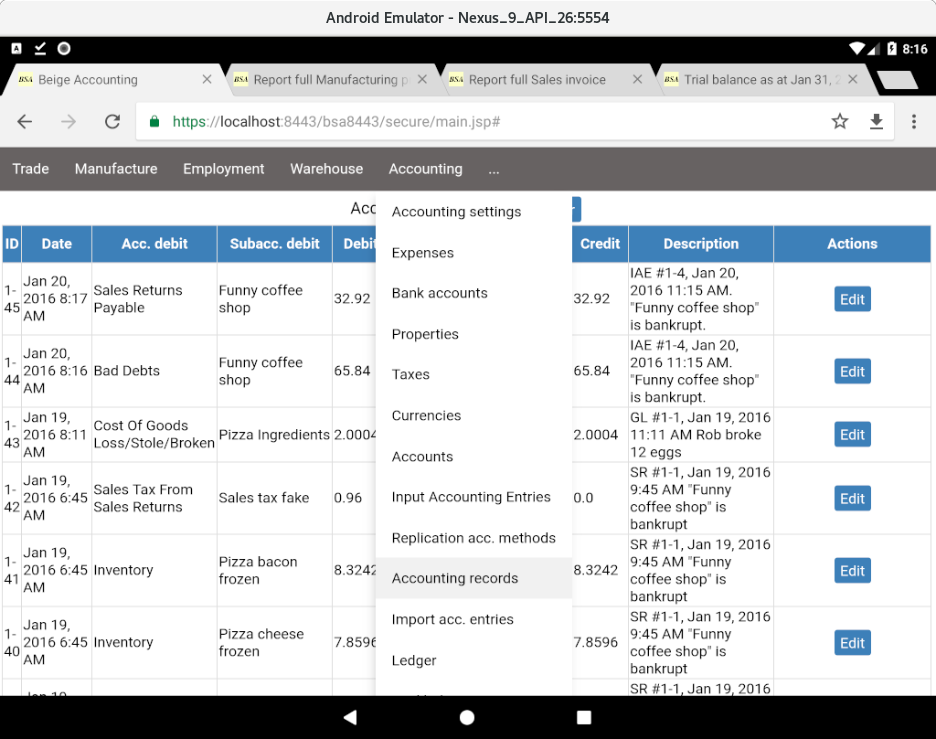 Android Emulator - Nexus_9_API_26:5554
A 8:16
BSA Beige Accounting BSA Report full Manufacturing p BSA Report full Sales invoice BSA Trial balance as at Jan 31, 2
https://localhost:8443/bsa8443/secure/main.jsp#
Trade Manufacture Employment Warehouse Accounting ...
Acc
Accounting settings
Expenses
Bank accounts
Properties
Taxes
Currencies
Accounts
Input Accounting Entries
Replication acc. methods
Accounting records
Import acc. entries
Ledger
ID Date Acc. debit Subacc. debit Debit Credit Description Actions
1-45
Jan 20, 2016 8:17 AM
Sales Returns Payable
Funny coffee shop
32.92
32.92
IAE #1-4, Jan 20,
2016 11:15 AM.
"Funny coffee shop"
is bankrupt.
Edit
1-44
Jan 20, 2016 8:16 AM
Bad Debts
Funny coffee shop
65.84
65.84
IAE #1-4, Jan 20,
2016 11:15 AM.
"Funny coffee shop"
is bankrupt.
Edit
1-43
Jan 19, 2016 8:11 AM
Cost Of Goods Loss/Stole/Broken
Pizza Ingredients
2.0004
2.0004
GL #1-1, Jan 19, 2016
11:11 AM Rob broke
12 eggs
Edit
1-42
Jan 19, 2016 6:45 AM
Sales Tax From Sales Returns
Sales tax fake
0.96
0.0
SR #1-1, Jan 19, 2016
9:45 AM "Funny
coffee shop" is
bankrupt
Edit
1-41
Jan 19, 2016 6:45 AM
Inventory
Pizza bacon frozen
8.3242
8.3242
SR #1-1, Jan 19, 2016
9:45 AM "Funny
coffee shop" is
bankrupt
Edit
1-40
Jan 19, 2016 6:45 AM
Inventory
Pizza cheese frozen
7.8596
7.8596
SR #1-1, Jan 19, 2016
9:45 AM "Funny
coffee shop" is
bankrupt
Edit
SR #1-1, Jan 19, 2016